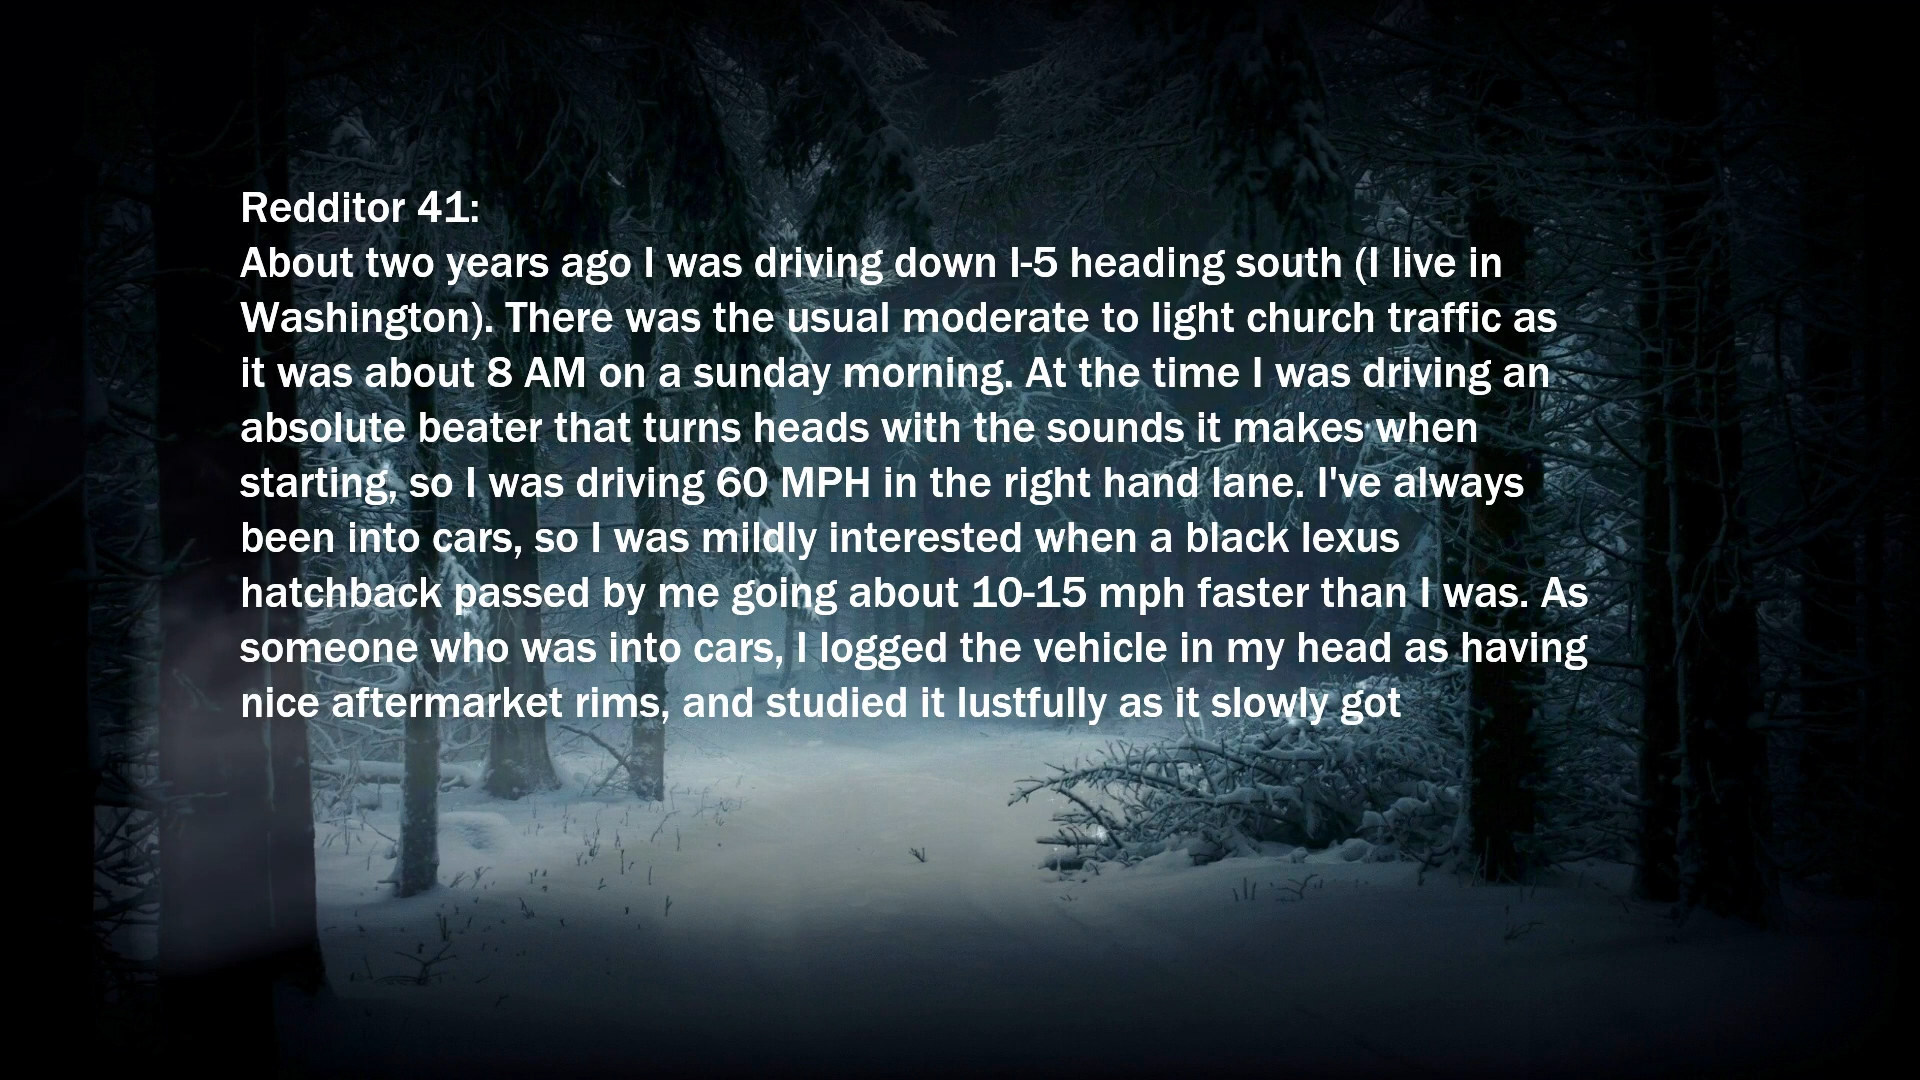 Redditor 41:
About two years ago I was driving down I-5 heading south (I live in
Washington). There was the usual moderate to light church traffic as
it was about 8 AM on a sunday morning. At the time I was driving an
absolute beater that turns heads with the sounds it makes when
starting, so I was driving 60 MPH in the right hand lane. I've always
been into cars, so I was mildly interested when a black lexus
hatchback passed by me going about 10-15 mph faster than I was. As
someone who was into cars, I logged the vehicle in my head as having
nice aftermarket rims, and studied it lustfully as it slowly got